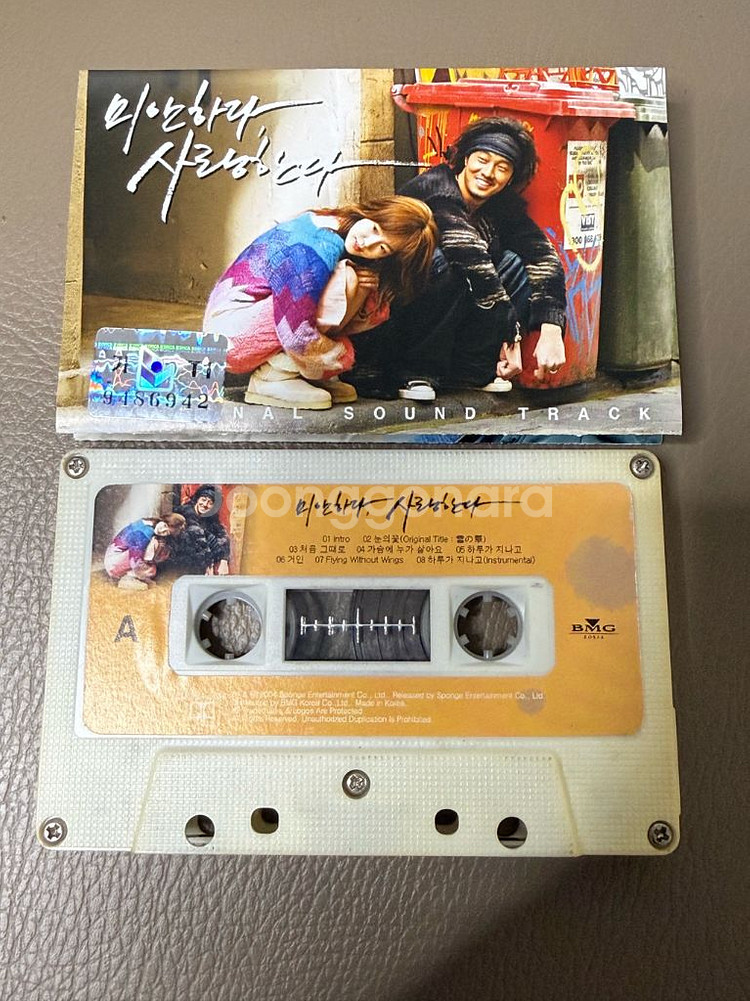 미안하다,
사랑한다
9486942
NAL SOUND TRACK
joonggonara
미안하다, 사랑한다
01 Intro 02 눈의꽃(Original Title : 雪の華)
03 처음 그때로 04 가슴에 누가 살아요 05 하루가 지나고
06 거인 07 Flying Without Wings 08 하루가 지나고(Instrumental)
A
BMG
KOREA
2004 Sponge Entertainment Co., Ltd., Released by Sponge Entertainment Co., Ltd
by BMG Korea Co., Ltd., Made in Korea.
& Logos Are Protected
Reserved. Unauthorized Duplication Is Prohibited.